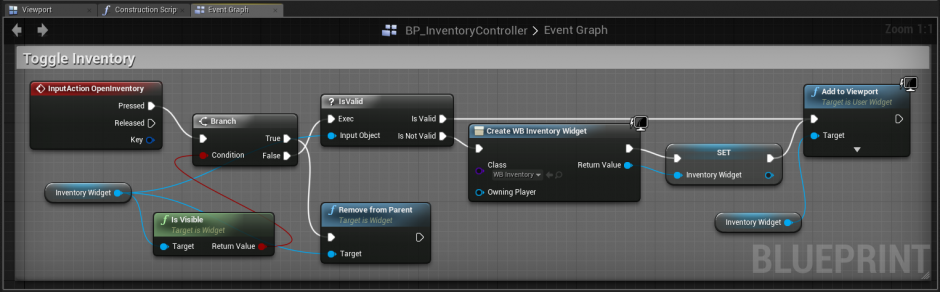 Viewport
Construction Scrip
Event Graph
BP_InventoryController > Event Graph
Zoom 1:1
Toggle Inventory
InputAction OpenInventory
Pressed
Released
Key
Branch
True
Condition
False
? IsValid
Exec
Is Valid
Input Object
Is Not Valid
Create WB Inventory Widget
Class
WB Inventory
Return Value
Owning Player
SET
Inventory Widget
f Add to Viewport
Target is User Widget
Target
Inventory Widget
Inventory Widget
f Is Visible
Target is Widget
Target
Return Value
f Remove from Parent
Target is Widget
Target
BLUEPRINT